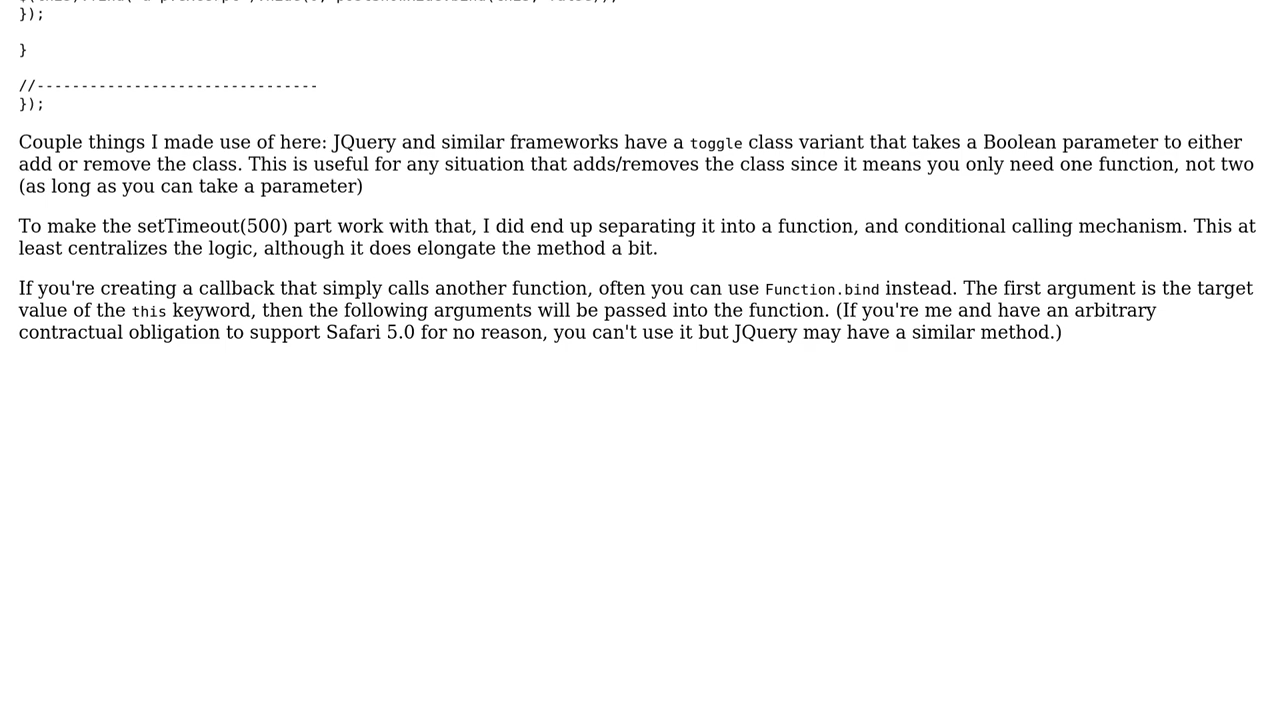 });
}
//--------------------------------
});
Couple things I made use of here: JQuery and similar frameworks have a toggle class variant that takes a Boolean parameter to either
add or remove the class. This is useful for any situation that adds/removes the class since it means you only need one function, not two
(as long as you can take a parameter)
To make the setTimeout(500) part work with that, I did end up separating it into a function, and conditional calling mechanism. This at
least centralizes the logic, although it does elongate the method a bit.
If you're creating a callback that simply calls another function, often you can use Function.bind instead. The first argument is the target
value of the this keyword, then the following arguments will be passed into the function. (If you're me and have an arbitrary
contractual obligation to support Safari 5.0 for no reason, you can't use it but JQuery may have a similar method.)